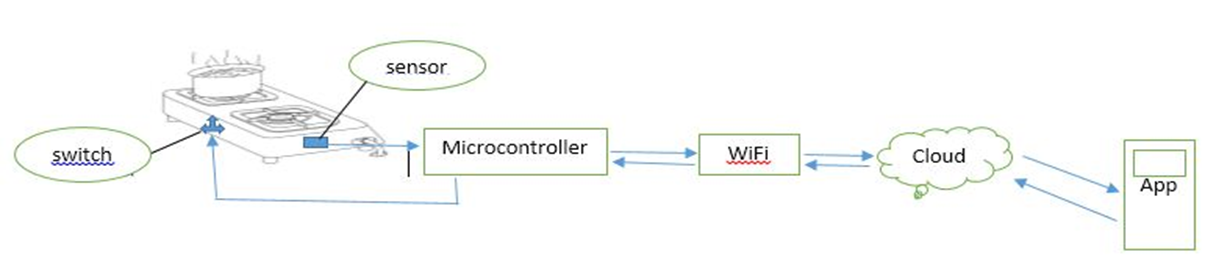 sensor
switch
Microcontroller
WiFi
Cloud
App